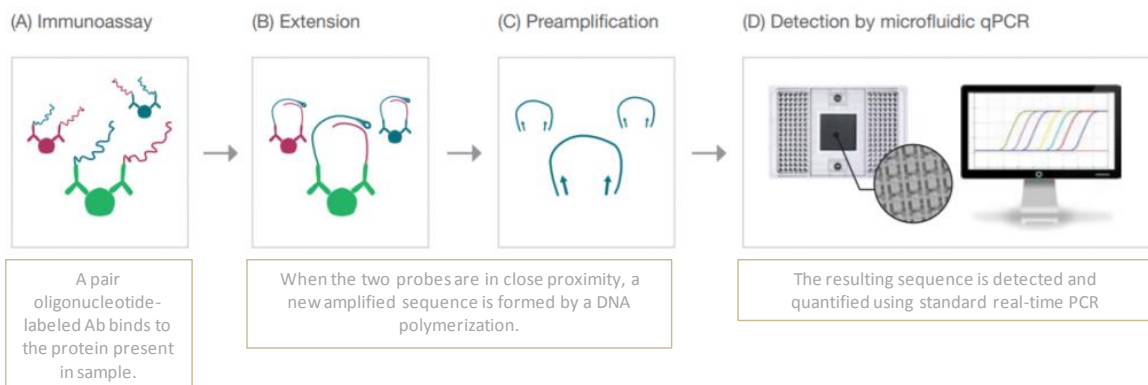 (A) Immunoassay
(B) Extension
(C) Preamplification
(D) Detection by microfluidic qPCR
A pair
oligonucleotide-
labeled Ab binds to
the protein present
in sample.
When the two probes are in close proximity, a
new amplified sequence is formed by a DNA
polymerization.
The resulting sequence is detected and
quantified using standard real-time PCR